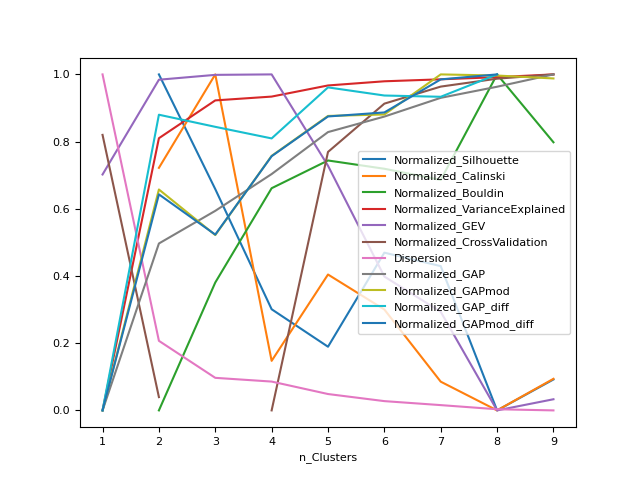 1.0
0.8
0.6
0.4
0.2
0.0
Normalized_Silhouette
Normalized_Calinski
Normalized_Bouldin
Normalized_VarianceExplained
Normalized_GEV
Normalized_CrossValidation
Dispersion
Normalized_GAP
Normalized_GAPmod
Normalized_GAP_diff
Normalized_GAPmod_diff
1 2 3 4 5 6 7 8 9
n_Clusters